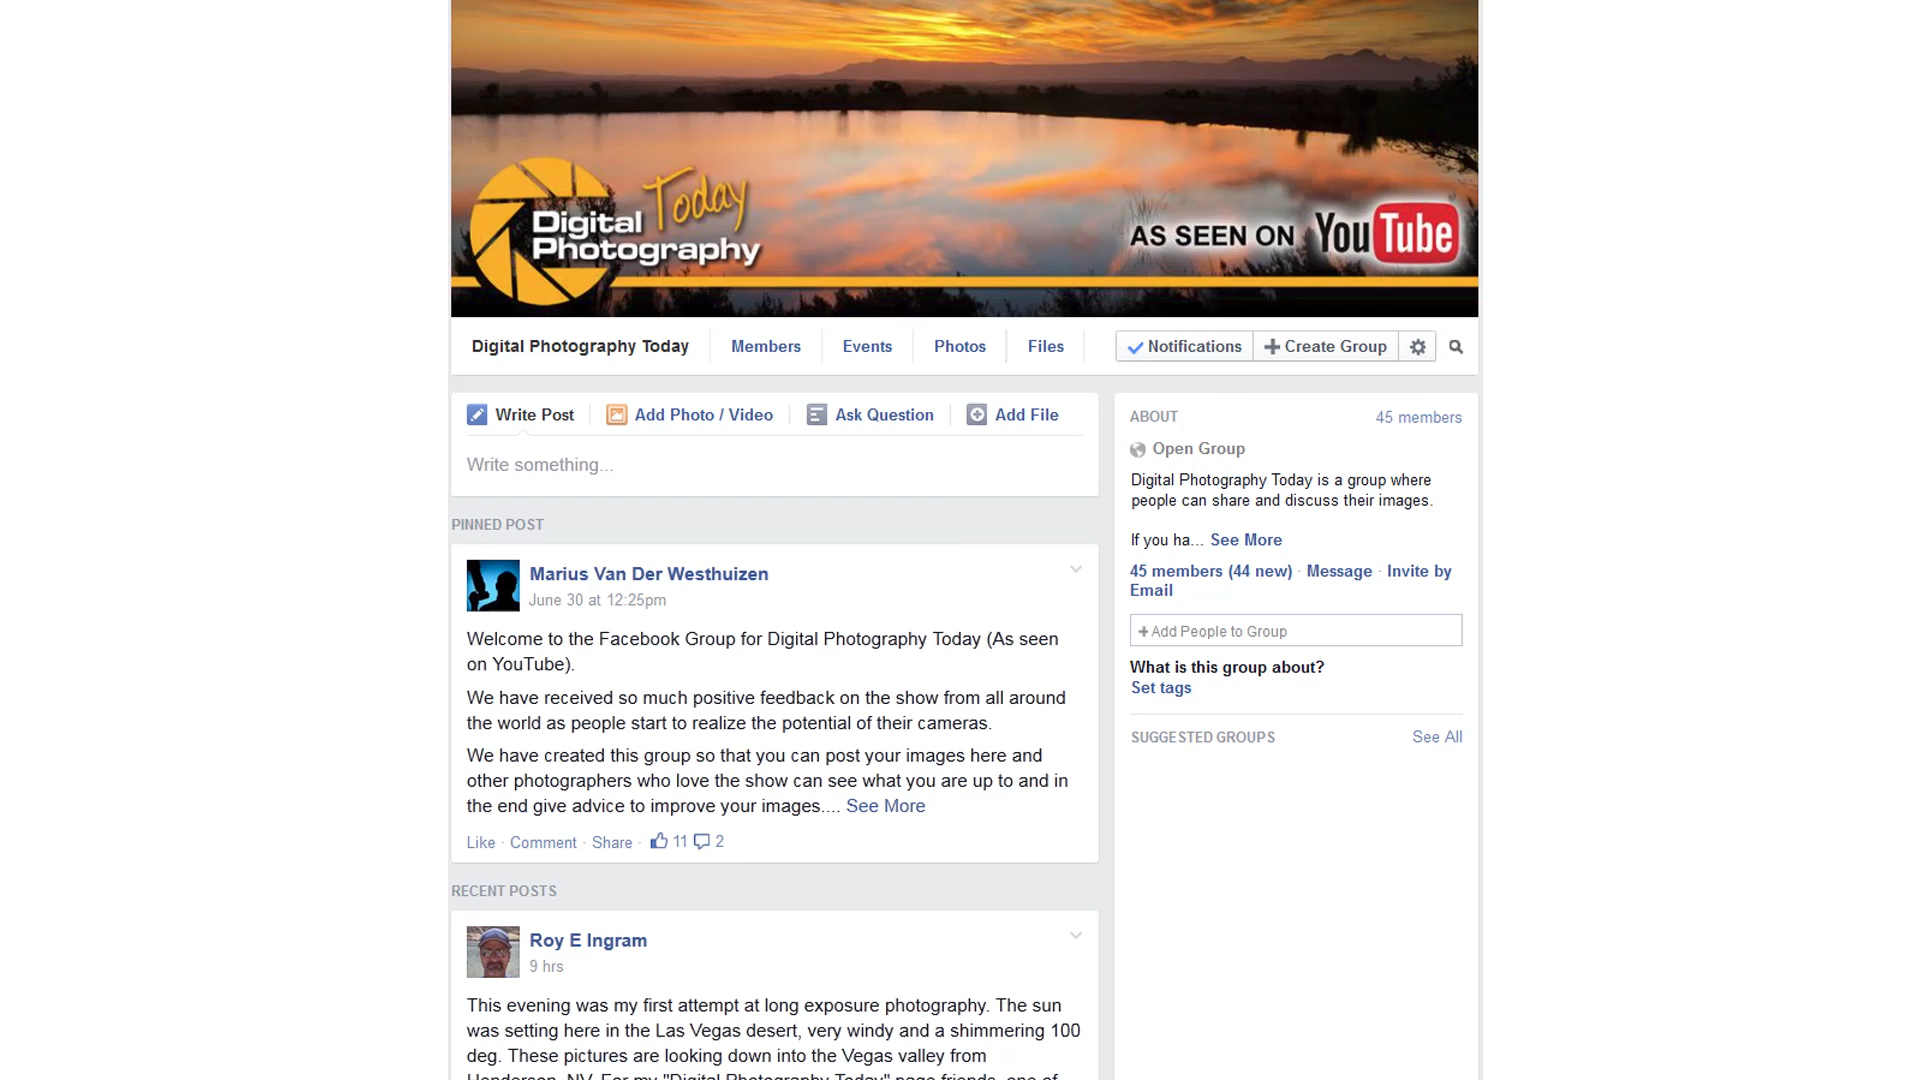 Today
Digital
Photography
AS SEEN ON YouTube
Digital Photography Today Members Events Photos Files Notifications Create Group
Write Post Add Photo / Video Ask Question Add File
Write something...
PINNED POST
Marius Van Der Westhuizen
June 30 at 12:25pm
Welcome to the Facebook Group for Digital Photography Today (As seen
on YouTube).
We have received so much positive feedback on the show from all around
the world as people start to realize the potential of their cameras.
We have created this group so that you can post your images here and
other photographers who love the show can see what you are up to and in
the end give advice to improve your images.... See More
Like · Comment · Share · 11 2
RECENT POSTS
Roy E Ingram
9 hrs
This evening was my first attempt at long exposure photography. The sun
was setting here in the Las Vegas desert, very windy and a shimmering 100
deg. These pictures are looking down into the Vegas valley from
Henderson, NV. For my "Digital Photography Today" page friends, one of
ABOUT 45 members
Open Group
Digital Photography Today is a group where
people can share and discuss their images.
If you ha... See More
45 members (44 new) · Message · Invite by
Email
Add People to Group
What is this group about?
Set tags
SUGGESTED GROUPS See All